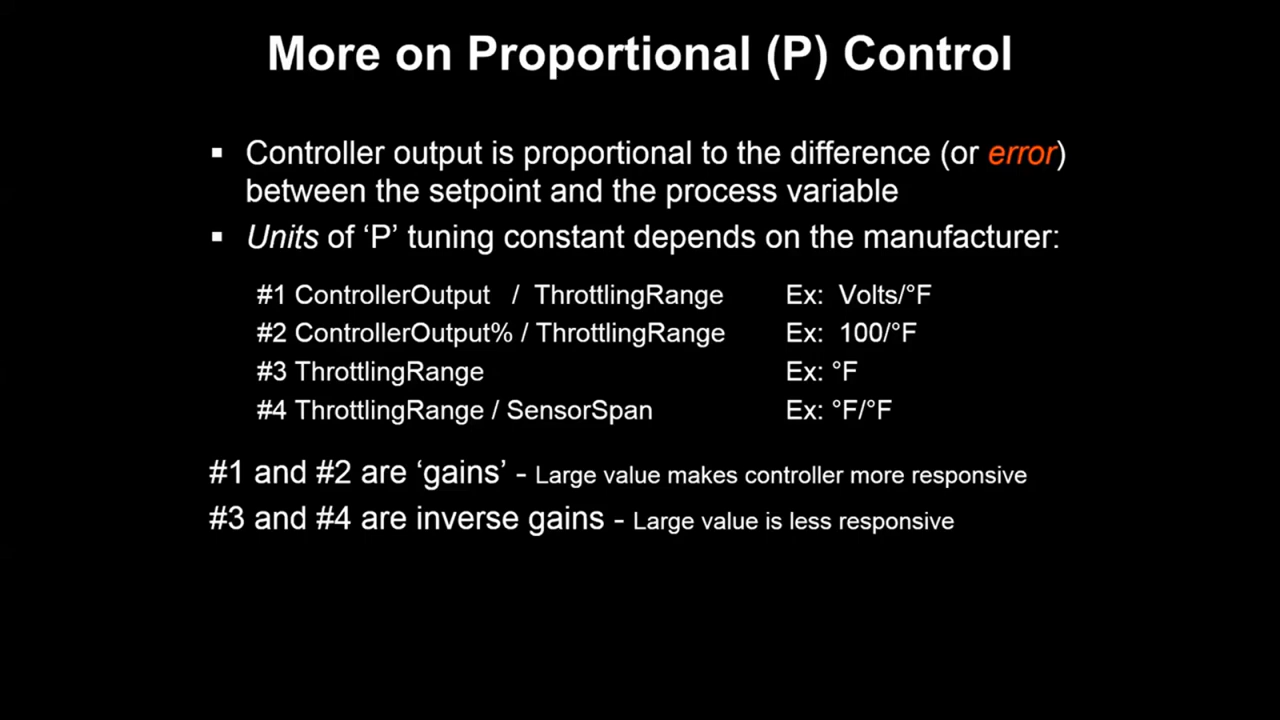 More on Proportional (P) Control
▪ Controller output is proportional to the difference (or error)
between the setpoint and the process variable
▪ Units of ‘P’ tuning constant depends on the manufacturer:
#1 ControllerOutput / ThrottlingRange Ex: Volts/°F
#2 ControllerOutput% / ThrottlingRange Ex: 100/°F
#3 ThrottlingRange Ex: °F
#4 ThrottlingRange / SensorSpan Ex: °F/°F
#1 and #2 are ‘gains’ - Large value makes controller more responsive
#3 and #4 are inverse gains - Large value is less responsive